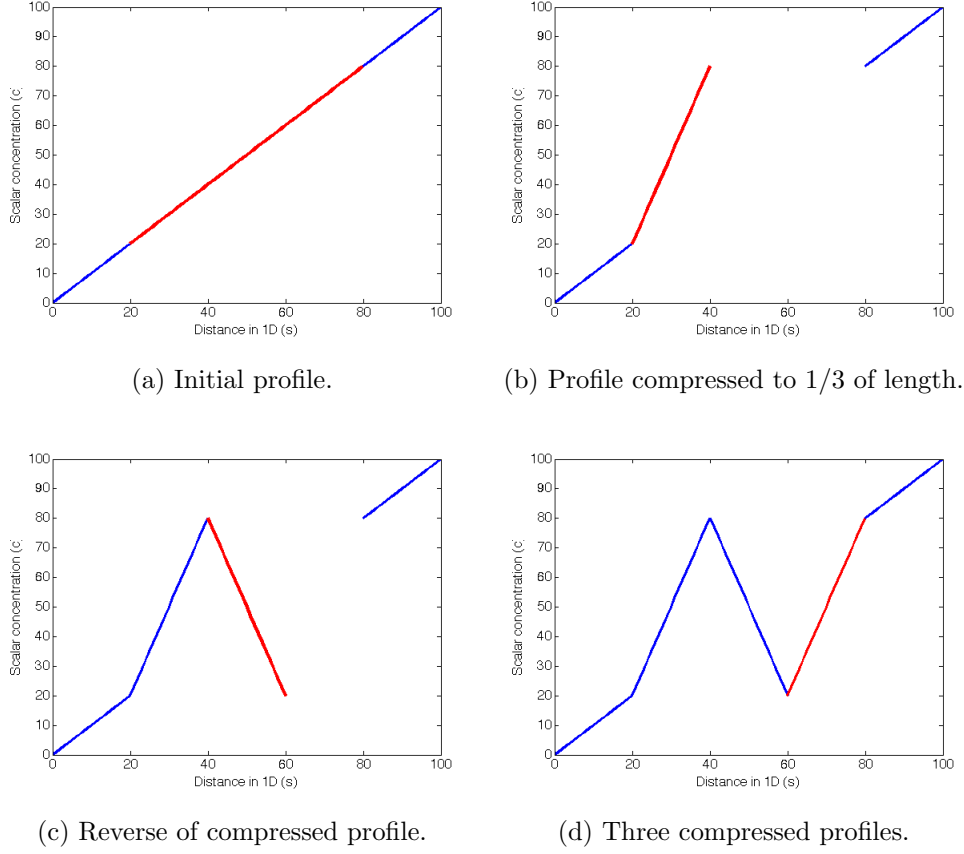 100
90
80
70
60
50
40
30
20
10
0
Scalar concentration (c)
0 20 40 60 80 100
Distance in 1D (s)
(a) Initial profile.
100
90
80
70
60
50
40
30
20
10
0
Scalar concentration (c)
0 20 40 60 80 100
Distance in 1D (s)
(b) Profile compressed to 1/3 of length.
100
90
80
70
60
50
40
30
20
10
0
Scalar concentration (c)
0 20 40 60 80 100
Distance in 1D (s)
(c) Reverse of compressed profile.
100
90
80
70
60
50
40
30
20
10
0
Scalar concentration (c)
0 20 40 60 80 100
Distance in 1D (s)
(d) Three compressed profiles.